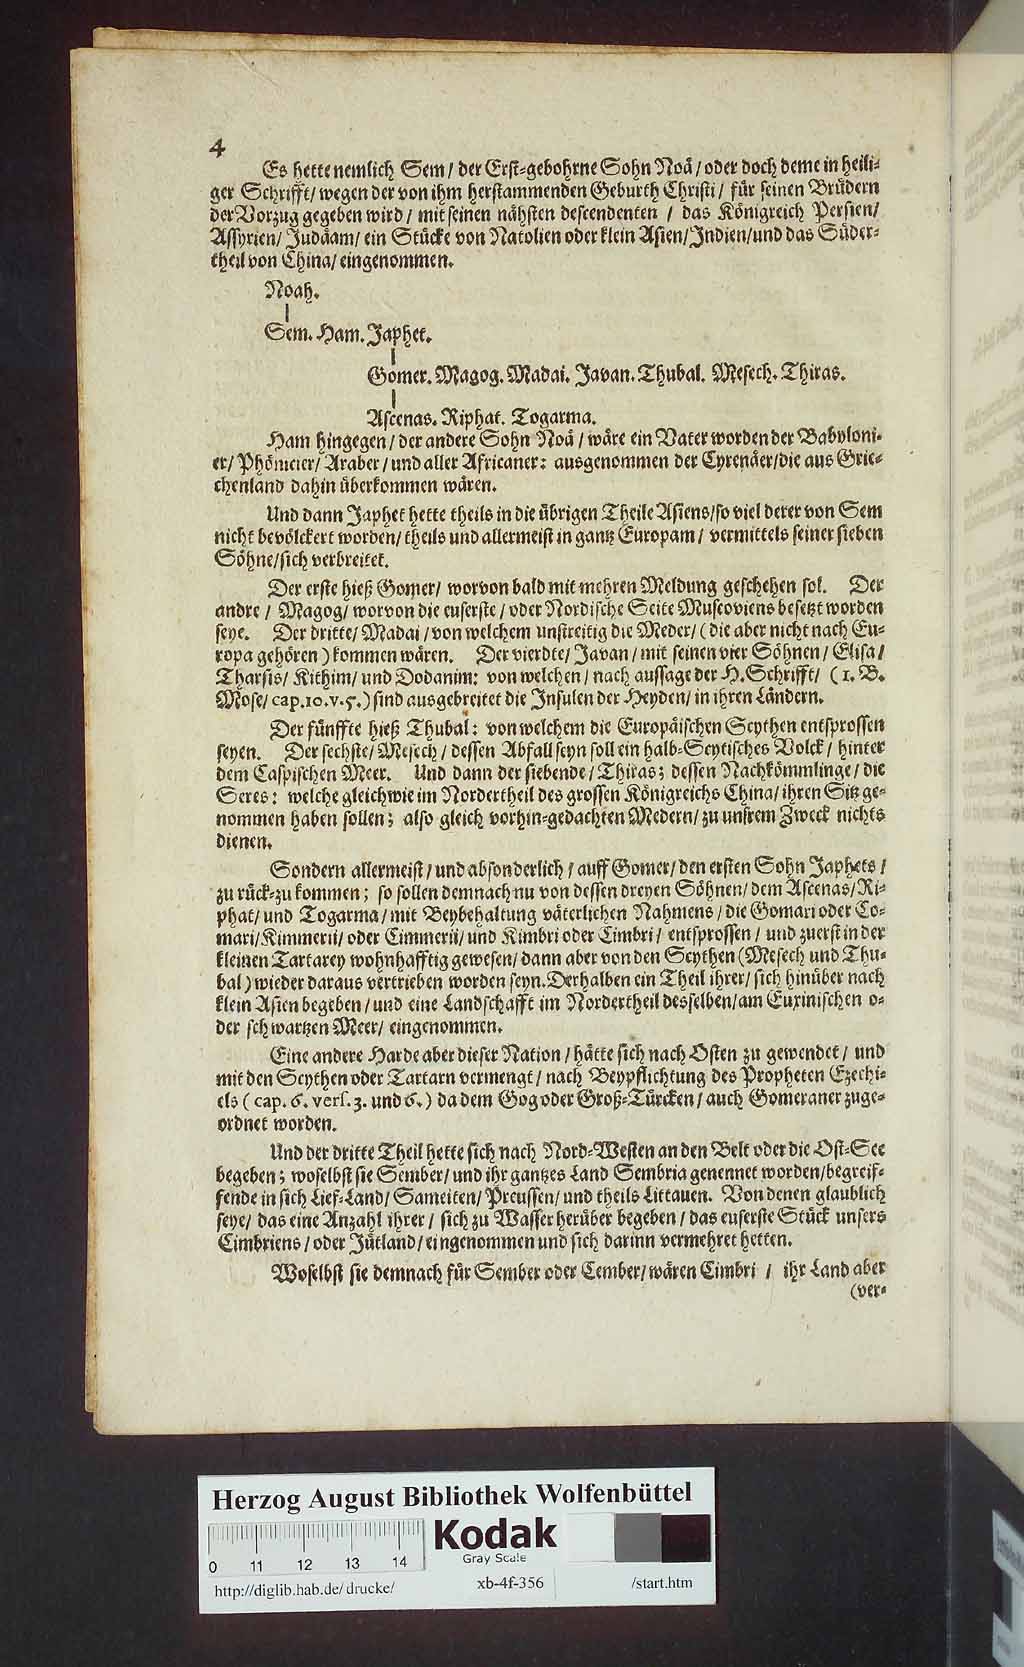 4
Es hette nemlich Sem/ der Erst-gebohrne Sohn Noä/ oder doch deme in heili-
ger Schrifft/ wegen der von ihm herstammenden Geburth Christi/ für seinen Brüdern
der Vorzug gegeben wird/ mit seinen nähsten descendenten / das Königreich Persien/
Assyrien/ Judäam/ ein Stücke von Natolien oder klein Asien/ Indien/ und das Süder-
theil von China/ eingenommen.
Noah.
Sem. Ham. Japhet.
Gomer. Magog. Madai. Javan. Thubal. Mesech. Thiras.
Ascenas. Riphat. Togarma.
Ham hingegen/ der andere Sohn Noä/ wäre ein Vater worden der Babyloni-
er/ Phönicier/ Araber/ und aller Africaner: ausgenommen der Cyrenäer/ die aus Grie-
chenland dahin überkommen wären.
Und dann Japhet hette theils in die übrigen Theile Asiens/ so viel derer von Sem
nicht bevölckert worden/ theils und allermeist in gantz Europam/ vermittels seiner sieben
Söhne/ sich verbreitet.
Der erste hieß Gomer/ worvon bald mit mehren Meldung geschehen sol. Der
andre/ Magog/ worvon die euserste/ oder Nordische Seite Muscoviens besetzt worden
seye. Der dritte/ Madai/ von welchem unstreitig die Meder/ (die aber nicht nach Eu-
ropa gehören) kommen wären. Der vierdte/ Javan/ mit seinen vier Söhnen/ Elisa/
Tharsis/ Kithim/ und Dodanim: von welchen/ nach aussage der H. Schrifft/ (1. B.
Mose/ cap. 10. v. 5.) sind ausgebreitet die Insulen der Heyden/ in ihren Ländern.
Der fünffte hieß Thubal: von welchem die Europäischen Scythen entsprossen
seyen. Der sechste/ Mesech/ dessen Abfall seyn soll ein halb-Scytisches Volck/ hinter
dem Caspischen Meer. Und dann der siebende/ Thiras; dessen Nachkömmlinge/ die
Seres: welche gleichwie im Nordertheil des grossen Königreichs China/ ihren Sitz ge-
nommen haben sollen; also gleich vorhin-gedachten Medern/ zu unsrem Zweck nichts
dienen.
Sondern allermeist/ und absonderlich/ auff Gomer/ den ersten Sohn Japhets/
zu rück-zu kommen; so sollen demnach nu von dessen dreyen Söhnen/ dem Ascenas/ Ri-
phat/ und Togarma/ mit Beybehaltung väterlichen Nahmens/ die Gomari oder Co-
mari/ Kimmerii/ oder Cimmerii/ und Kimbri oder Cimbri/ entsprossen/ und zuerst in der
kleinen Tartarey wohnhafftig gewesen/ dann aber von den Scythen (Mesech und Thu-
bal) wieder daraus vertrieben worden seyn. Derhalben ein Theil ihrer/ sich hinüber nach
klein Asien begeben/ und eine Landschafft im Nordertheil desselben/ am Euxinischen o-
der schwartzen Meer/ eingenommen.
Eine andere Harde aber dieser Nation/ hätte sich nach Osten zu gewendet/ und
mit den Scythen oder Tartarn vermengt/ nach Beypflichtung des Propheten Ezechi-
els (cap. 6. vers. 3. und 6.) da dem Gog oder Groß-Türcken/ auch Gomeraner zuge-
ordnet worden.
Und der dritte Theil hette sich nach Nord-Westen an den Belt oder die Ost-See
begeben; woselbst sie Sember/ und ihr gantzes Land Sembria genennet worden/ begreif-
fende in sich Lief-Land/ Sameiten/ Preussen/ und theils Littauen. Von denen glaublich
seye/ das eine Anzahl ihrer/ sich zu Wasser herüber begeben/ das euserste Stück unsers
Cimbriens/ oder Jütland/ eingenommen und sich darinn vermehret hetten.
Woselbst sie demnach für Sember oder Cember/ wären Cimbri / ihr Land aber
(ver-
Herzog August Bibliothek Wolfenbüttel
Kodak
Gray Scale
0 11 12 13 14
http://diglib.hab.de/drucke/ xb-4f-356 /start.htm